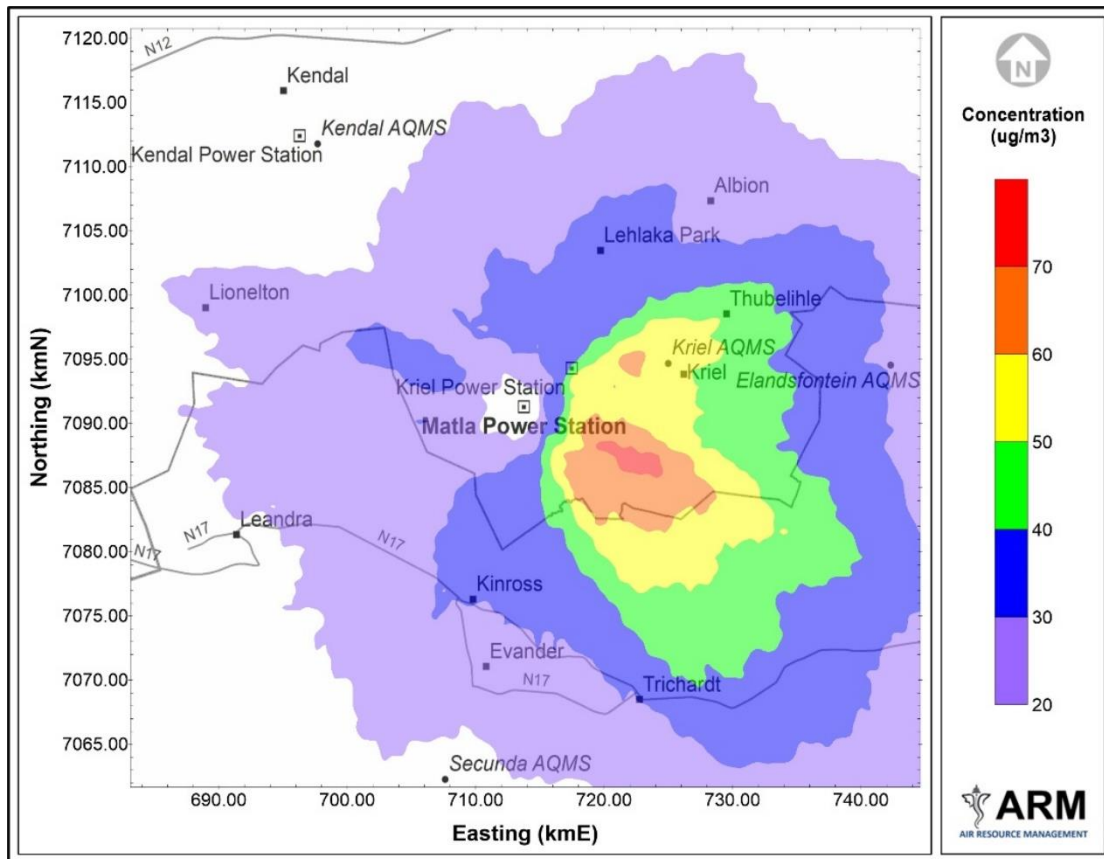 7120.00
7115.00
7110.00
7105.00
7100.00
7095.00
7090.00
7085.00
7080.00
7075.00
7070.00
7065.00
Northing (kmN)
690.00
700.00
710.00
720.00
730.00
740.00
Easting (kmE)
N12
Kendal
Kendal AQMS
Kendal Power Station
Albion
Lehlaka Park
Lionelton
Thubelihle
Kriel AQMS
Kriel
Kriel Power Station
Elandsfontein AQMS
Matla Power Station
Leandra
N17
N17
N17
Kinross
Evander
N17
Trichardt
Secunda AQMS
N
Concentration
(ug/m3)
70
60
50
40
30
20
ARM
AIR RESOURCE MANAGEMENT